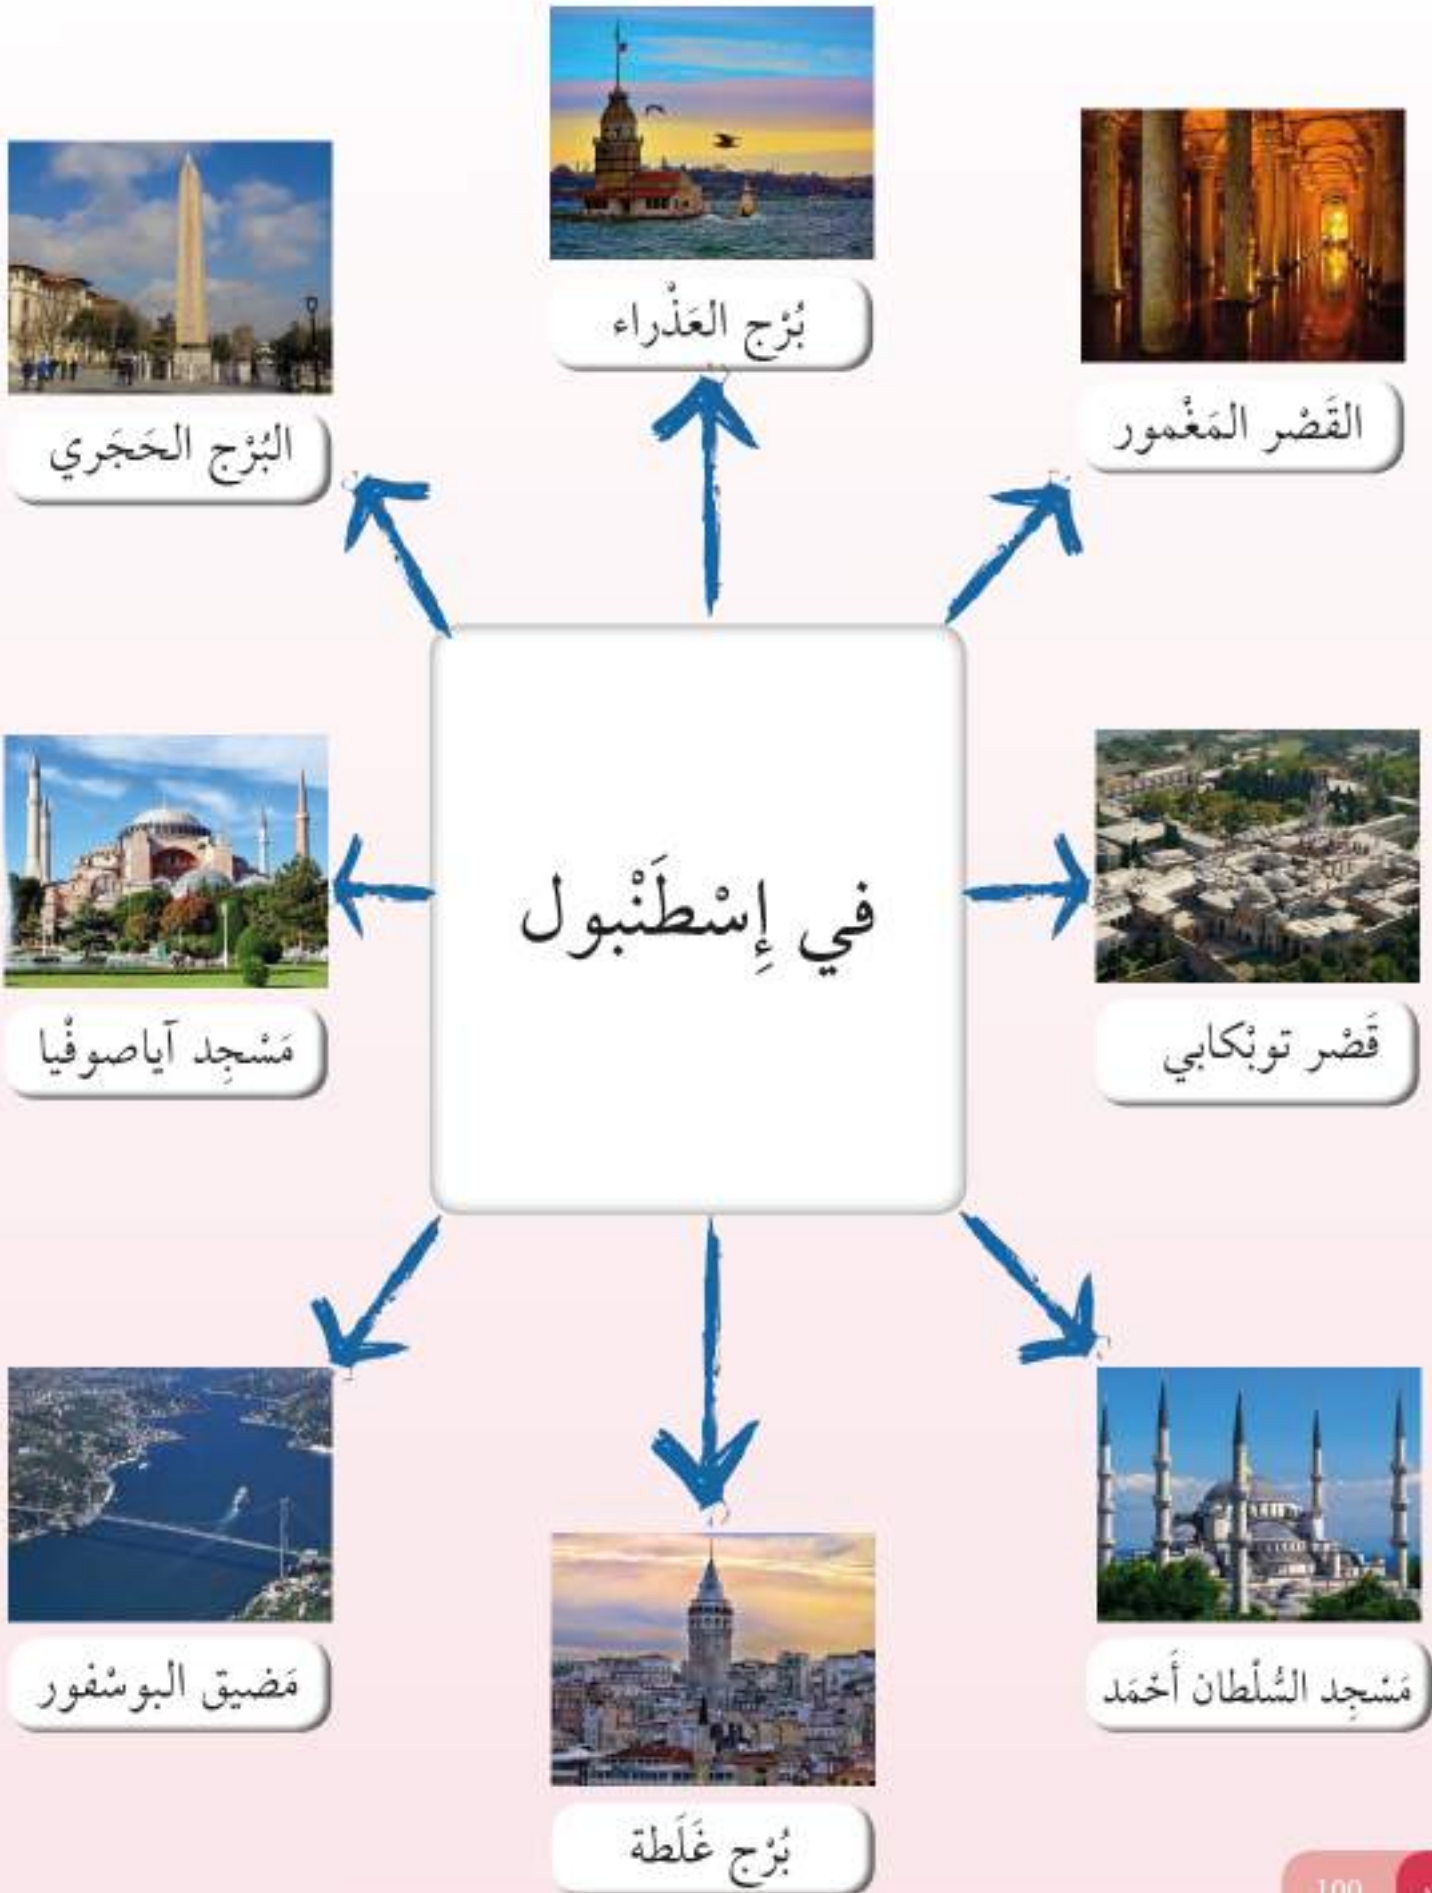 بُرْج العَذْراء
القَصْر المَغْمور
البُرْج الحَجَري
في إِسْطَنْبول
قَصْر توبْكابي
مَسْجِد آياصوفْيا
مَسْجِد السُّلْطان أَحْمَد
مَضيق البوسْفور
بُرْج غَلَطة
100